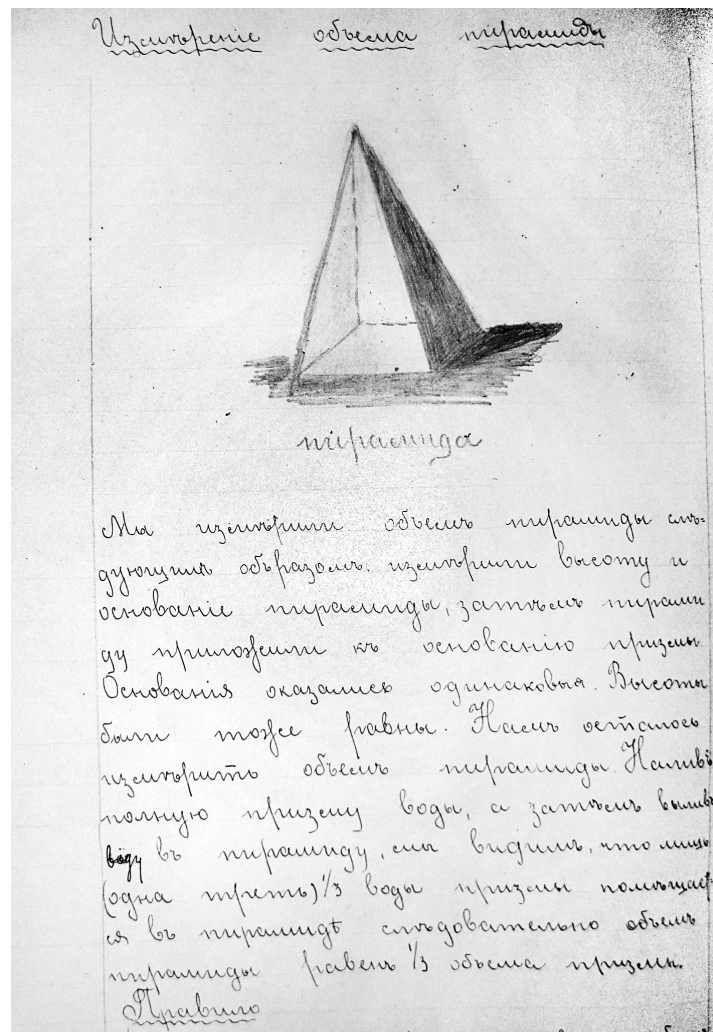 Измѣреніе объема пирамиды
пирамида
Мы измѣрили объемъ пирамиды слѣ-
дующимъ образомъ. измѣрили высоту и
основаніе пирамиды, затѣмъ пирами
ду приложили къ основанію призмы.
Основанія оказались одинаковыя. Высоты
были тоже равны. Намъ осталось
измѣрить объемъ пирамиды. Наливъ
полную призму воды, а затѣмъ выливъ
воду въ пирамиду, мы видимъ, что лишь
(одна треть) 1/3 воды призмы помѣщает-
ся въ пирамидѣ слѣдовательно объемъ
пирамиды равенъ 1/3 объема призмы.
Правило